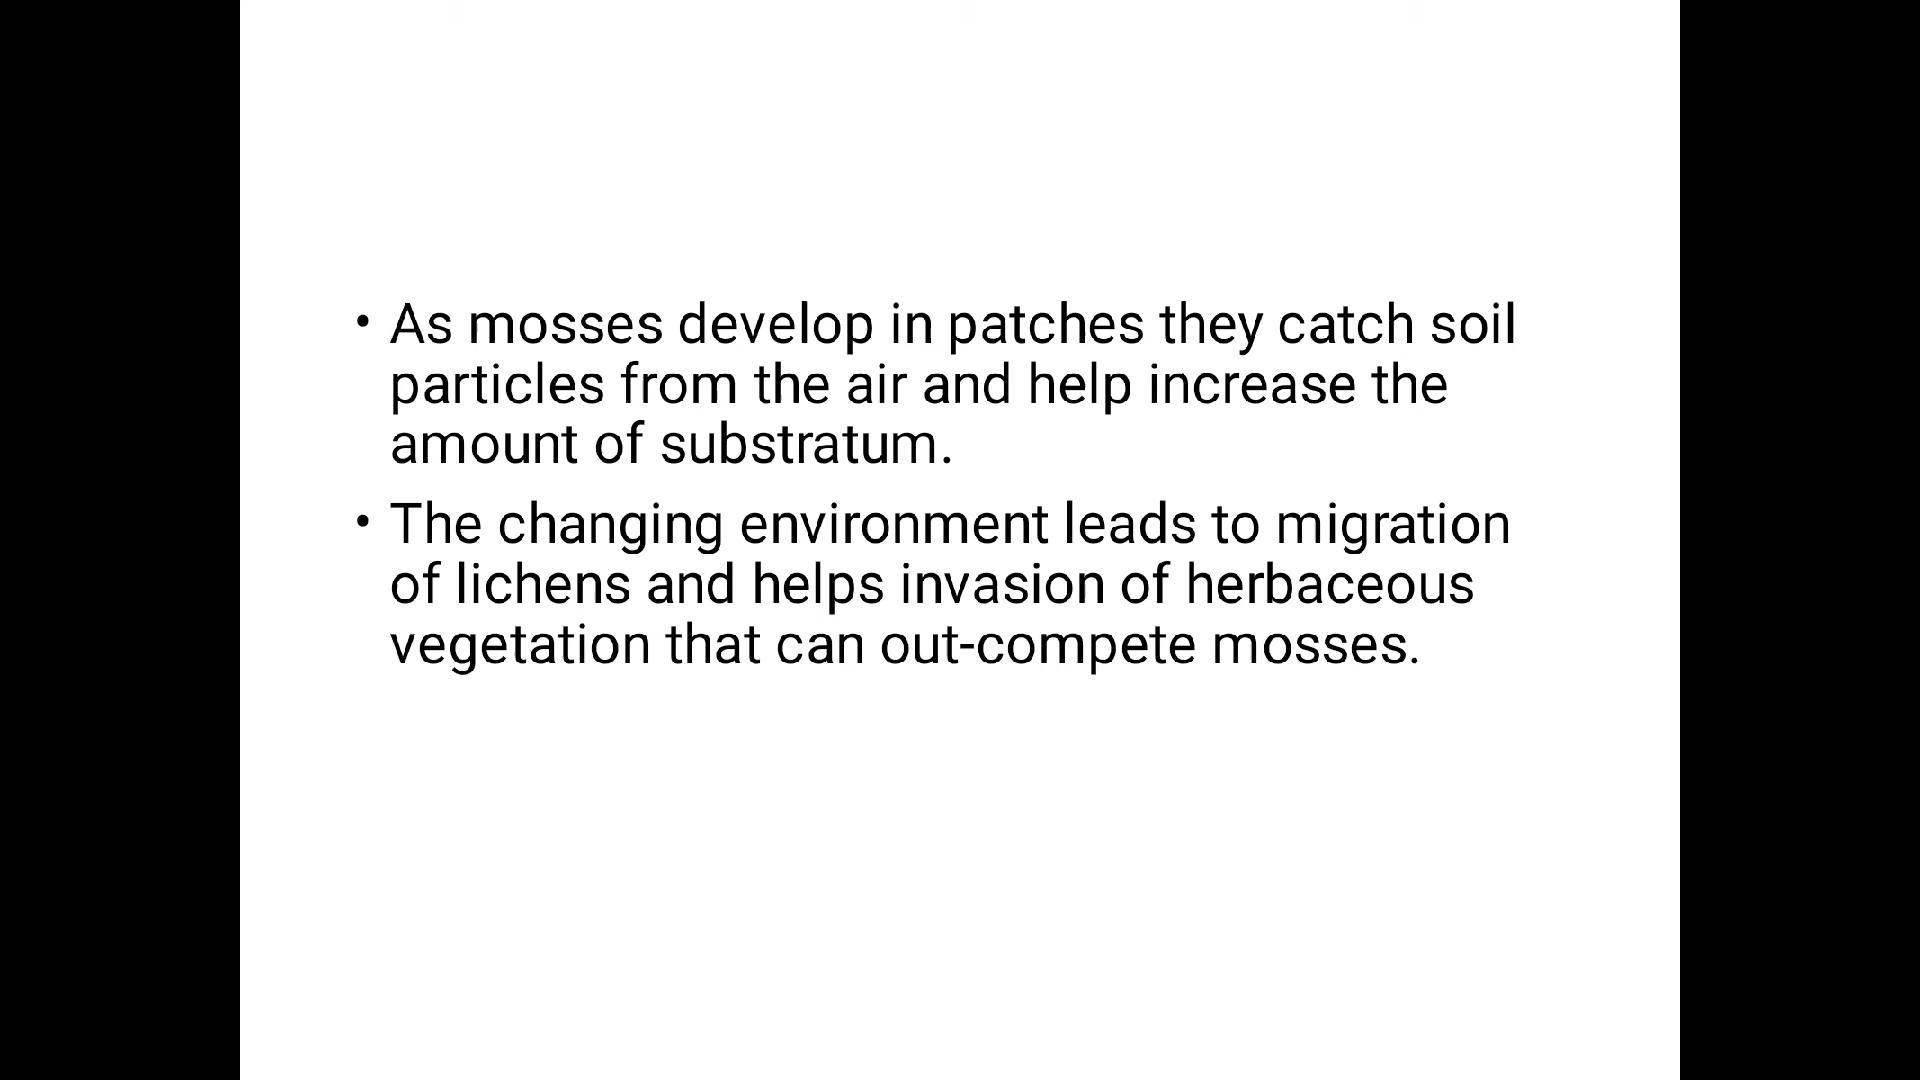 • As mosses develop in patches they catch soil
particles from the air and help increase the
amount of substratum.
• The changing environment leads to migration
of lichens and helps invasion of herbaceous
vegetation that can out-compete mosses.